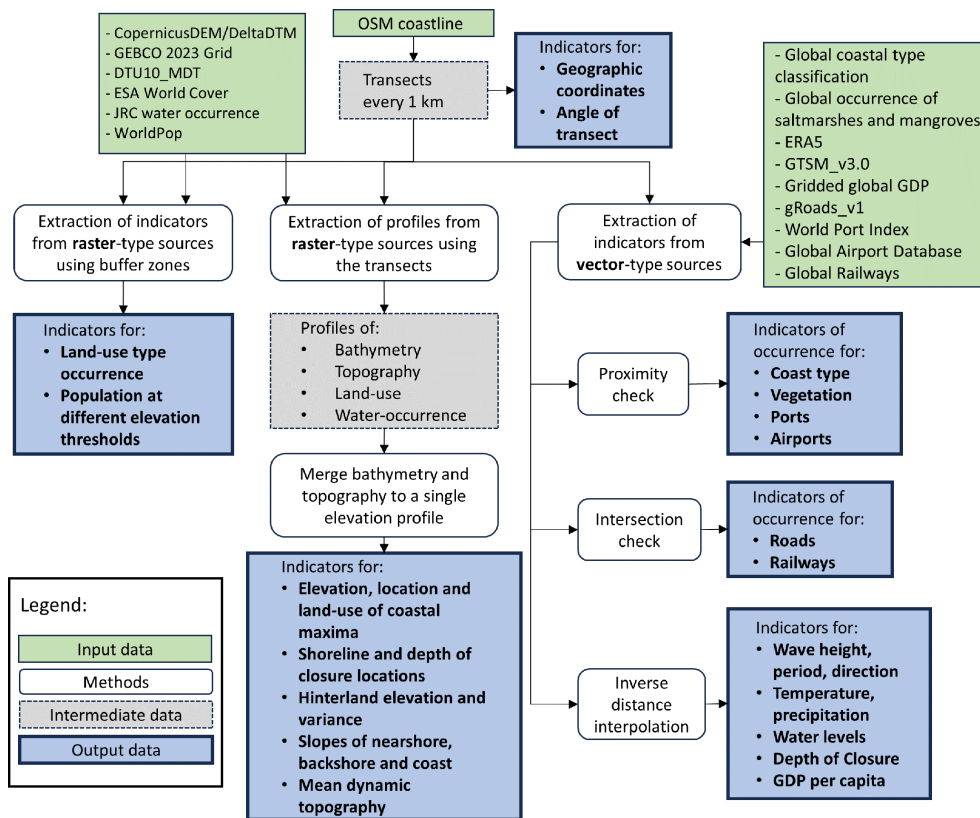 - CopernicusDEM/DeltaDTM
- GEBCO 2023 Grid
- DTU10_MDT
- ESA World Cover
- JRC water occurrence
- WorldPop
OSM coastline
Transects
every 1 km
Indicators for:
• Geographic
coordinates
• Angle of
transect
- Global coastal type
classification
- Global occurrence of
saltmarshes and mangroves
- ERA5
- GTSM_v3.0
- Gridded global GDP
- gRoads_v1
- World Port Index
- Global Airport Database
- Global Railways
Extraction of indicators
from raster-type sources
using buffer zones
Extraction of profiles from
raster-type sources using
the transects
Extraction of
indicators from
vector-type sources
Indicators for:
• Land-use type
occurrence
• Population at
different elevation
thresholds
Profiles of:
• Bathymetry
• Topography
• Land-use
• Water-occurrence
Merge bathymetry and
topography to a single
elevation profile
Indicators for:
• Elevation, location and
land-use of coastal
maxima
• Shoreline and depth of
closure locations
• Hinterland elevation and
variance
• Slopes of nearshore,
backshore and coast
• Mean dynamic
topography
Proximity
check
Indicators of
occurrence for:
• Coast type
• Vegetation
• Ports
• Airports
Intersection
check
Indicators of
occurrence for:
• Roads
• Railways
Inverse
distance
interpolation
Indicators for:
• Wave height,
period, direction
• Temperature,
precipitation
• Water levels
• Depth of Closure
• GDP per capita
Legend:
Input data
Methods
Intermediate data
Output data